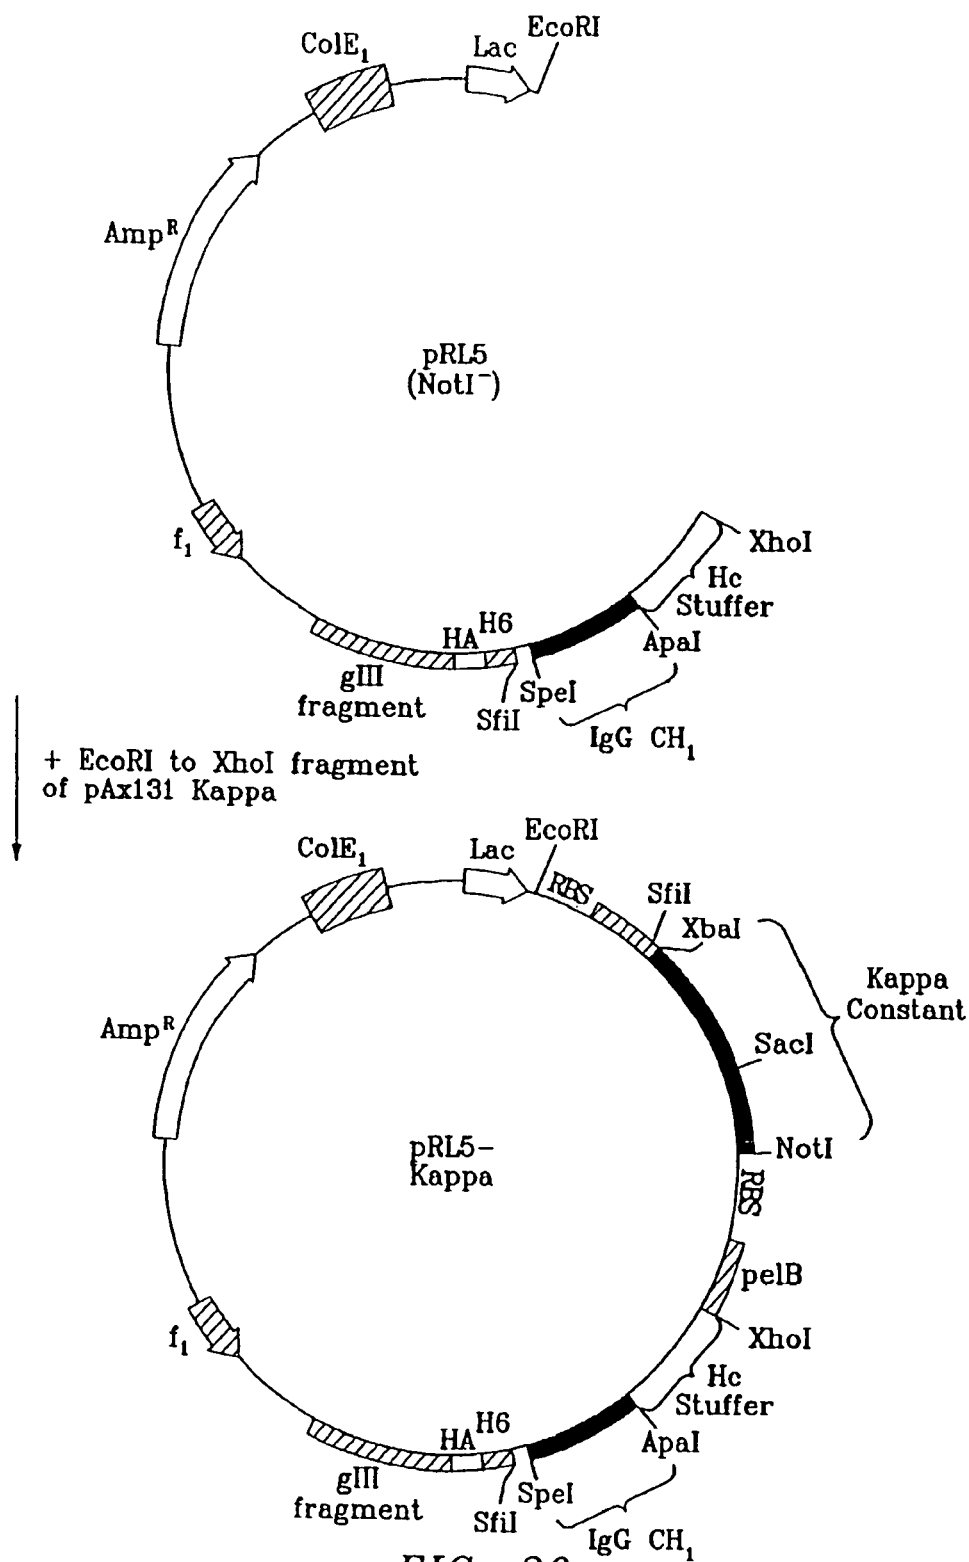 ColE1
Lac
EcoRI
AmpR
pRL5
(NotI−)
f1
XhoI
Hc
Stuffer
ApaI
HA
H6
gIII
fragment
SfiI
SpeI
IgG CH1
+ EcoRI to XhoI fragment
of pAx131 Kappa
ColE1
Lac
EcoRI
RBS
SfiI
XbaI
Kappa
Constant
AmpR
SacI
pRL5−
Kappa
NotI
RBS
pelB
f1
XhoI
Hc
Stuffer
ApaI
HA
H6
gIII
fragment
SfiI
SpeI
IgG CH1